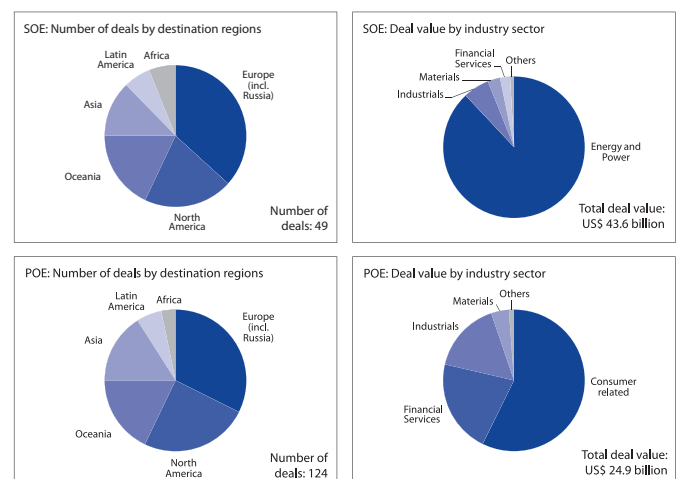 SOE: Number of deals by destination regions
Latin
America
Africa
Europe
(incl.
Russia)
Asia
Oceania
North
America
Number of
deals: 49
SOE: Deal value by industry sector
Financial
Services
Others
Materials
Industrials
Energy and
Power
Total deal value:
US$ 43.6 billion
POE: Number of deals by destination regions
Latin
America
Africa
Europe
(incl.
Russia)
Asia
Oceania
North
America
Number of
deals: 124
POE: Deal value by industry sector
Others
Materials
Industrials
Consumer
related
Financial
Services
Total deal value:
US$ 24.9 billion